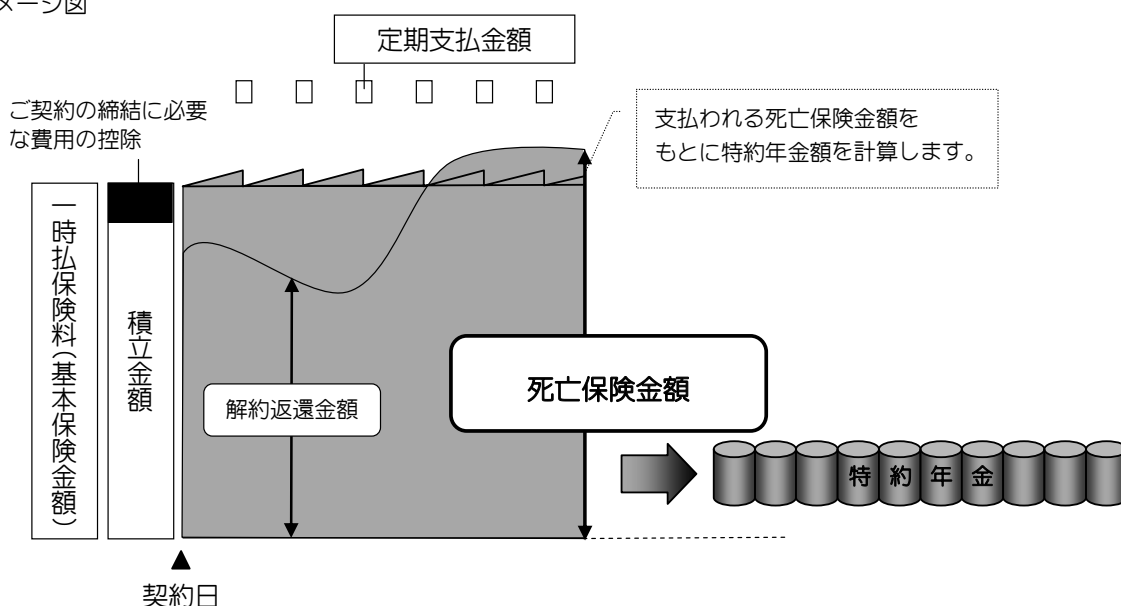 メージ図
定期支払金額
ご契約の締結に必要
な費用の控除
支払われる死亡保険金額を
もとに特約年金額を計算します。
一時払保険料（基本保険金額）
積立金額
解約返還金額
死亡保険金額
特約年金
▲
契約日